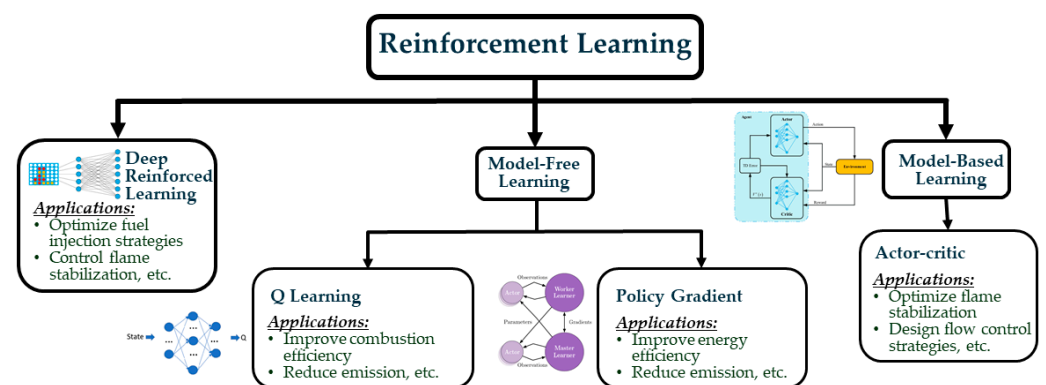 Reinforcement Learning
Deep
Reinforced
Learning
Applications:
• Optimize fuel
injection strategies
• Control flame
stabilization, etc.
Model-Free
Learning
Agent
Actor
Action
TD Error
State
Environment
Critic
Reward
Model-Based
Learning
State
Q
Q Learning
Applications:
• Improve combustion
efficiency
• Reduce emission, etc.
Observations
Actor
Worker
Learner
Parameters
Gradients
Actor
Master
Learner
Observations
Policy Gradient
Applications:
• Improve energy
efficiency
• Reduce emission, etc.
Actor-critic
Applications:
• Optimize flame
stabilization
• Design flow control
strategies, etc.